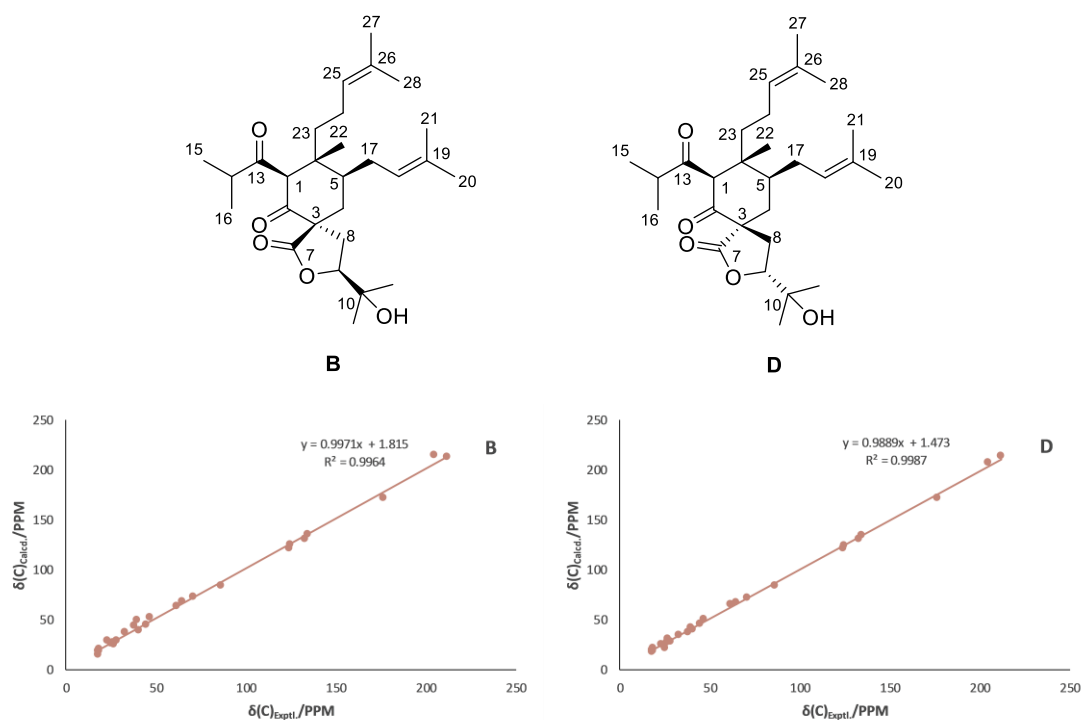 27
26
25
28
O
23
22
21
15
17
19
13
1
5
20
16
O
3
O
8
7
O
10
OH
B
27
26
25
28
O
23
22
21
15
17
19
13
1
5
20
16
O
3
O
8
7
O
10
OH
D
250
200
150
100
50
0
0 50 100 150 200 250
y = 0.9971x + 1.815
R² = 0.9964
B
δ(C)Calcd./PPM
δ(C)Exptl./PPM
250
200
150
100
50
0
0 50 100 150 200 250
y = 0.9889x + 1.473
R² = 0.9987
D
δ(C)Calcd./PPM
δ(C)Exptl./PPM